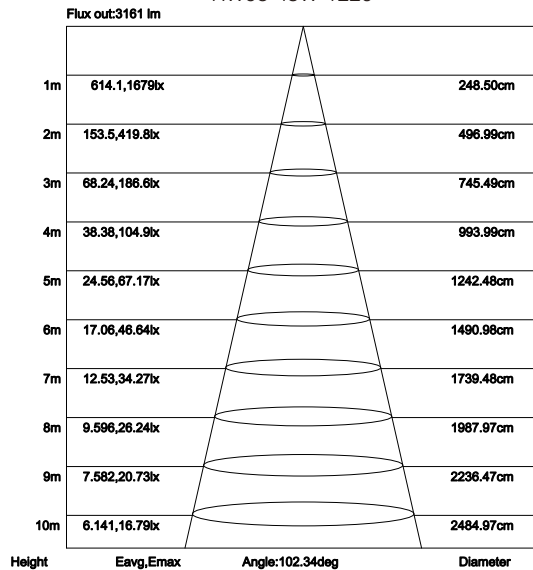 Flux out:3161 lm
1m 614.1,1679lx 248.50cm
2m 153.5,419.8lx 496.99cm
3m 68.24,186.6lx 745.49cm
4m 38.38,104.9lx 993.99cm
5m 24.56,67.17lx 1242.48cm
6m 17.06,46.64lx 1490.98cm
7m 12.53,34.27lx 1739.48cm
8m 9.596,26.24lx 1987.97cm
9m 7.582,20.73lx 2236.47cm
10m 6.141,16.79lx 2484.97cm
Height Eavg,Emax Angle:102.34deg Diameter